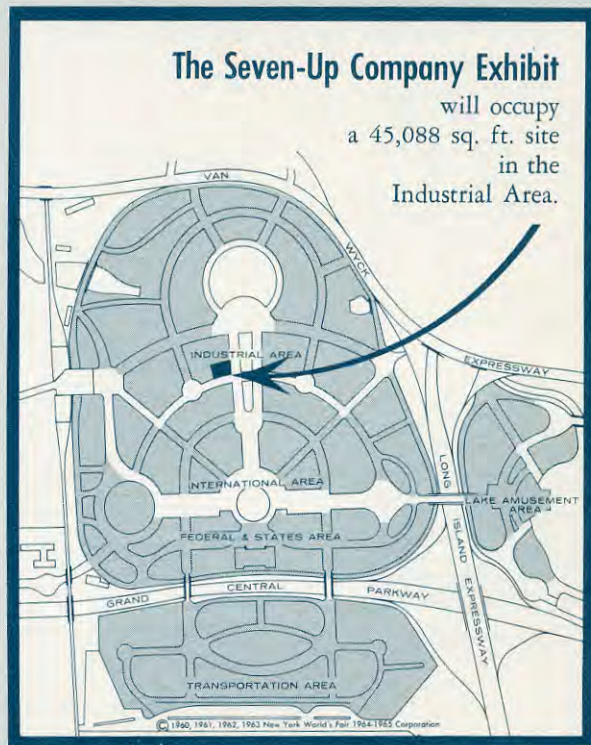 The Seven-Up Company Exhibit
will occupy
a 45,088 sq. ft. site
in the
Industrial Area.
VAN
WYCK
EXPRESSWAY
INDUSTRIAL AREA
INTERNATIONAL AREA
LONG
ISLAND EXPRESSWAY
LAKE AMUSEMENT
AREA
FEDERAL & STATES AREA
GRAND
CENTRAL
PARKWAY
TRANSPORTATION AREA
© 1960, 1961, 1962, 1963 New York World's Fair 1964-1965 Corporation